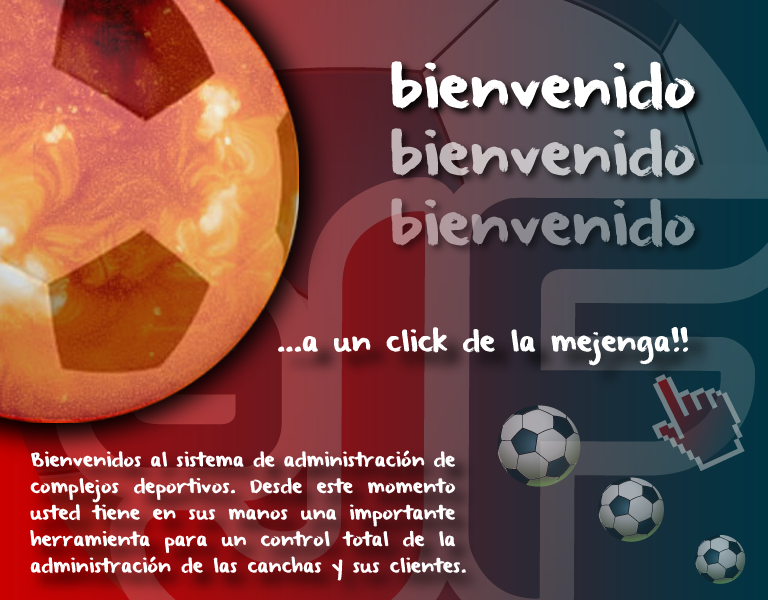 bienvenido
bienvenido
bienvenido
...a un click de la mejenga!!
Bienvenidos al sistema de administración de
complejos deportivos. Desde este momento
usted tiene en sus manos una importante
herramienta para un control total de la
administración de las canchas y sus clientes.